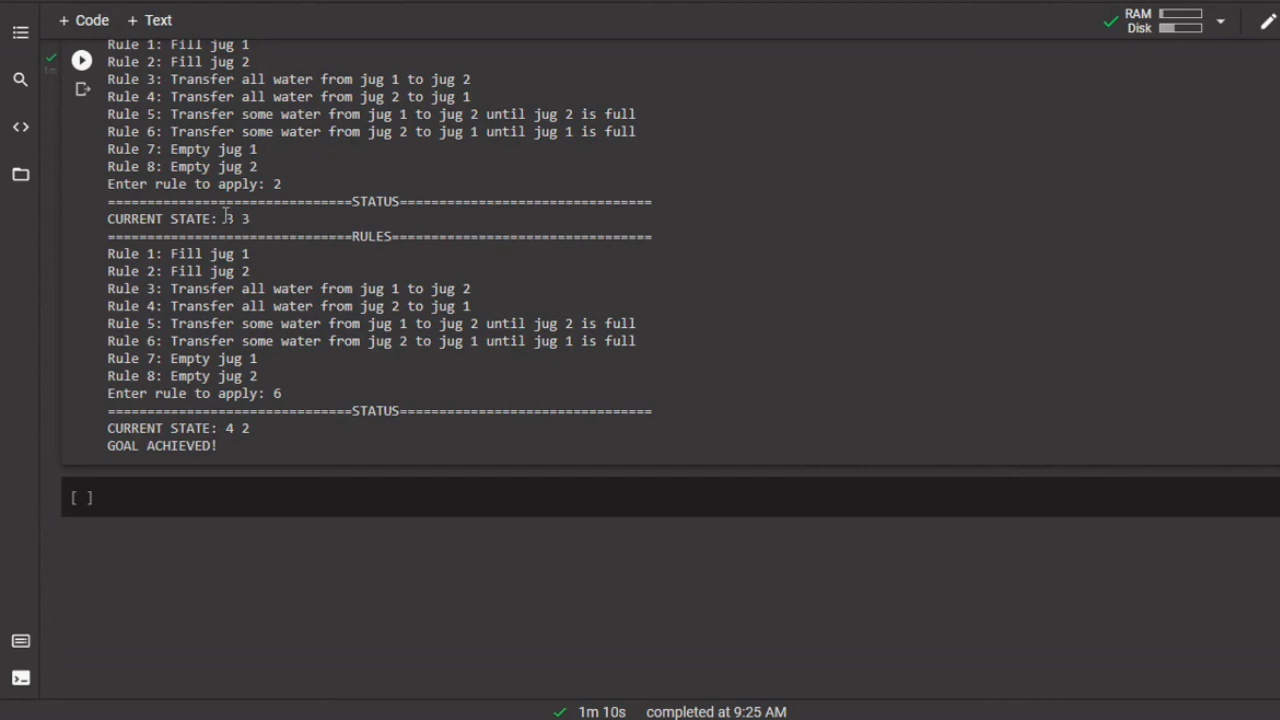 + Code + Text
RAM
Disk
Rule 1: Fill jug 1
Rule 2: Fill jug 2
Rule 3: Transfer all water from jug 1 to jug 2
Rule 4: Transfer all water from jug 2 to jug 1
Rule 5: Transfer some water from jug 1 to jug 2 until jug 2 is full
Rule 6: Transfer some water from jug 2 to jug 1 until jug 1 is full
Rule 7: Empty jug 1
Rule 8: Empty jug 2
Enter rule to apply: 2
===============================STATUS================================
CURRENT STATE: 3 3
===============================RULES=================================
Rule 1: Fill jug 1
Rule 2: Fill jug 2
Rule 3: Transfer all water from jug 1 to jug 2
Rule 4: Transfer all water from jug 2 to jug 1
Rule 5: Transfer some water from jug 1 to jug 2 until jug 2 is full
Rule 6: Transfer some water from jug 2 to jug 1 until jug 1 is full
Rule 7: Empty jug 1
Rule 8: Empty jug 2
Enter rule to apply: 6
===============================STATUS================================
CURRENT STATE: 4 2
GOAL ACHIEVED!
[ ]
1m 10s completed at 9:25 AM